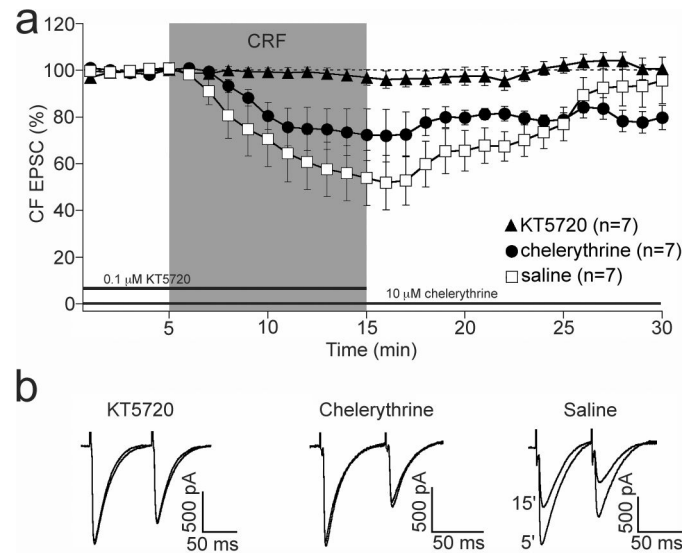 a
120
100
80
60
40
20
0
CF EPSC (%)
CRF
KT5720 (n=7)
chelerythrine (n=7)
saline (n=7)
0.1 μM KT5720
10 μM chelerythrine
5 10 15 20 25 30
Time (min)
b
KT5720 Chelerythrine Saline
500 pA
50 ms
500 pA
50 ms
15'
5'
500 pA
50 ms